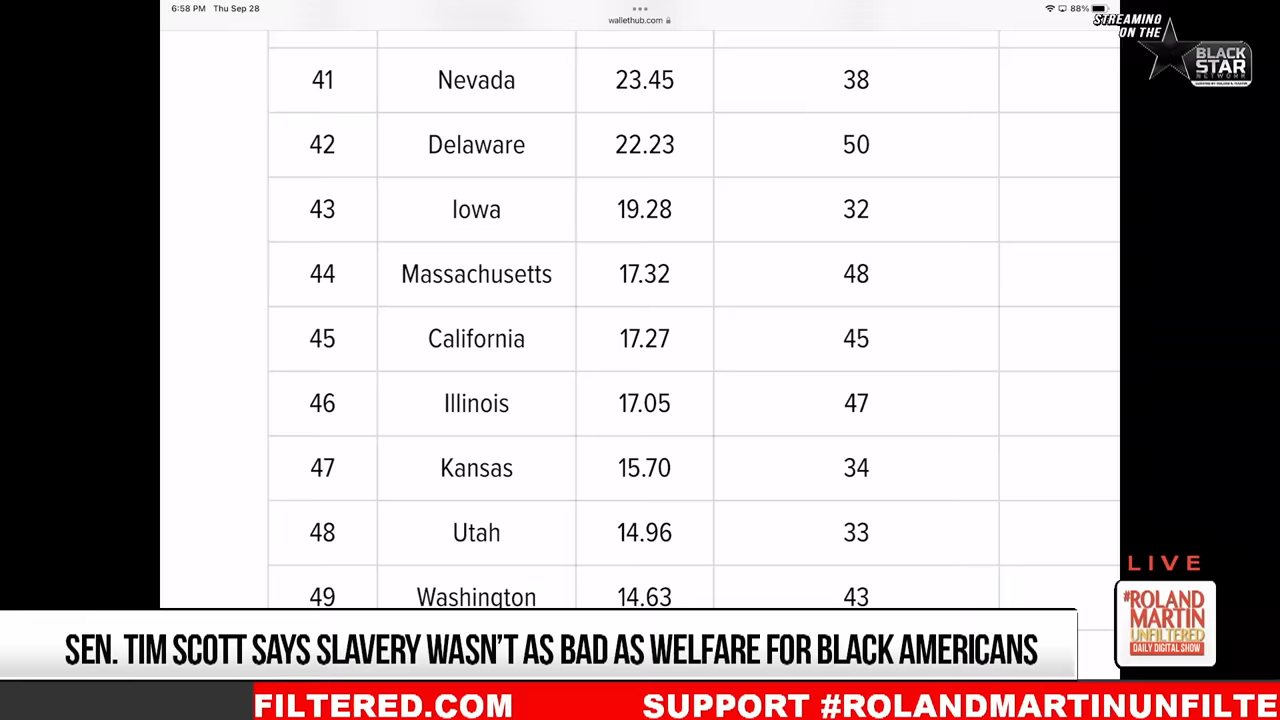 6:58 PM Thu Sep 28
88%
wallethub.com
STREAMING
ON THE
BLACK
STAR
NETWORK
41 Nevada 23.45 38
42 Delaware 22.23 50
43 Iowa 19.28 32
44 Massachusetts 17.32 48
45 California 17.27 45
46 Illinois 17.05 47
47 Kansas 15.70 34
48 Utah 14.96 33
49 Washington 14.63 43
LIVE
#ROLAND
MARTIN
UNFILTERED
DAILY DIGITAL SHOW
SEN. TIM SCOTT SAYS SLAVERY WASN'T AS BAD AS WELFARE FOR BLACK AMERICANS
FILTERED.COM SUPPORT #ROLANDMARTINUNFILTE